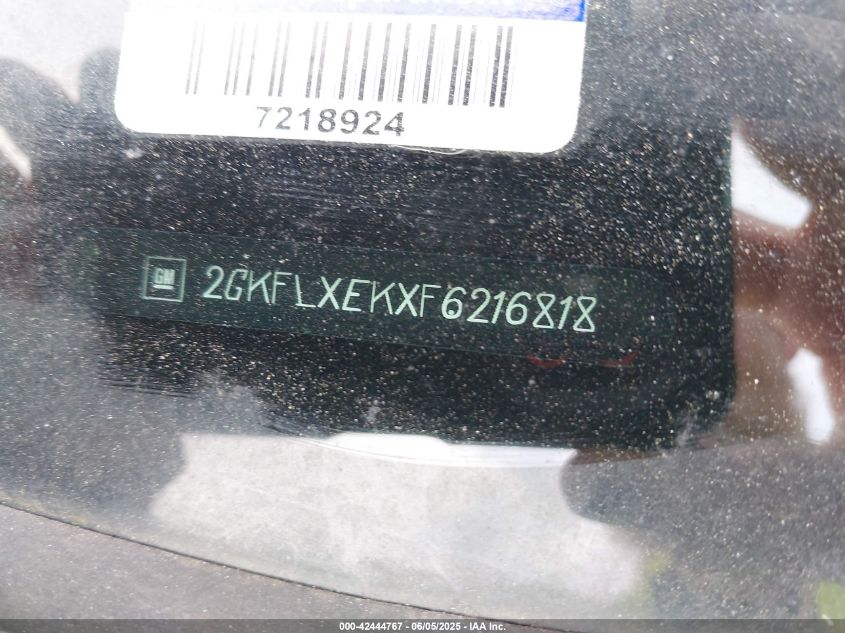 7218924
GM 2GKFLXEKXF6216818
000-42444767 - 06/05/2025 - IAA Inc.